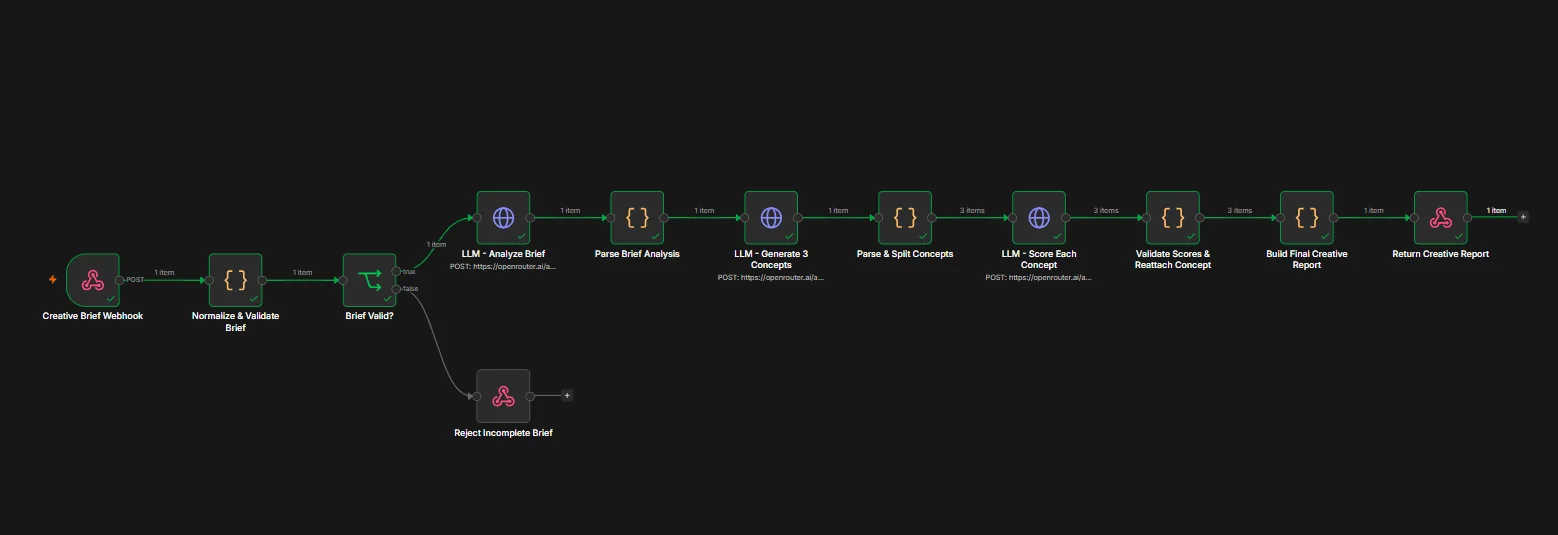 1 item
1 item
1 item
1 item
3 items
3 items
3 items
1 item
1 item
LLM - Analyze Brief
POST: https://openrouter.ai/a...
Parse Brief Analysis
LLM - Generate 3
Concepts
POST: https://openrouter.ai/a...
Parse & Split Concepts
LLM - Score Each
Concept
POST: https://openrouter.ai/a...
Validate Scores &
Reattach Concept
Build Final Creative
Report
Return Creative Report
1 item
POST
1 item
1 item
true
false
Creative Brief Webhook
Normalize & Validate
Brief
Brief Valid?
Reject Incomplete Brief